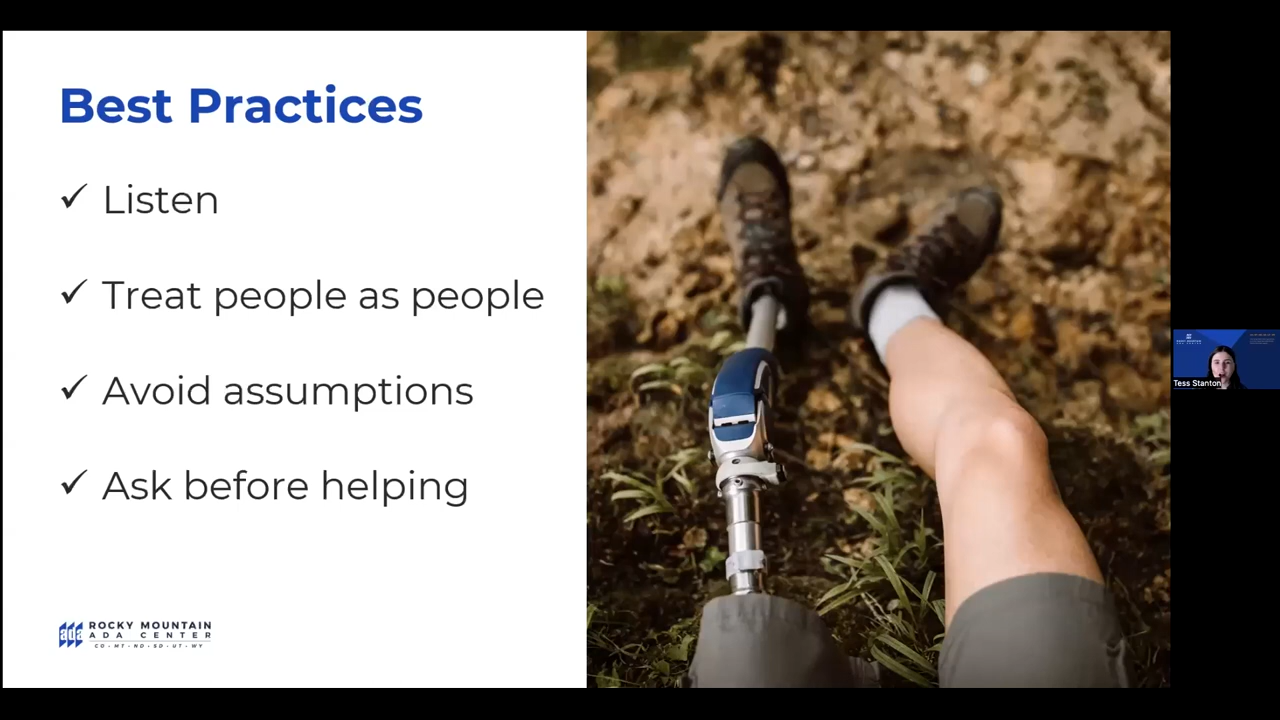 Best Practices
✓ Listen
✓ Treat people as people
✓ Avoid assumptions
✓ Ask before helping
ada
ROCKY MOUNTAIN
ADA CENTER
CO • MT • ND • SD • UT • WY
Tess Stanton